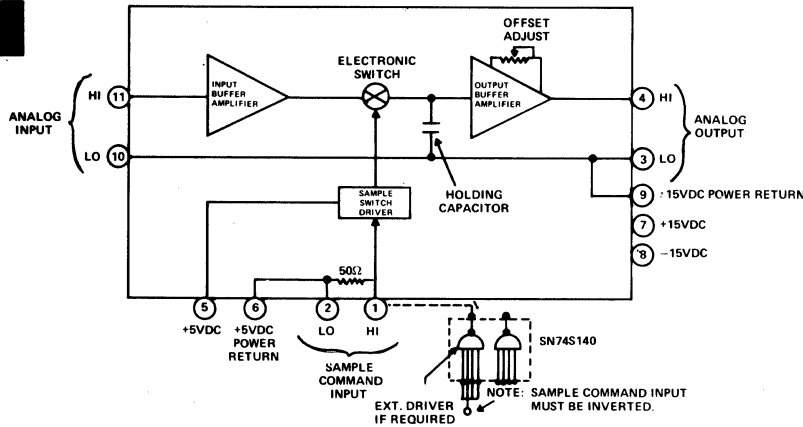 OFFSET
ADJUST
ELECTRONIC
SWITCH
INPUT
BUFFER
AMPLIFIER
OUTPUT
BUFFER
AMPLIFIER
HI 11
4 HI
ANALOG
INPUT
ANALOG
OUTPUT
LO 10
3 LO
SAMPLE
SWITCH
DRIVER
HOLDING
CAPACITOR
9 15VDC POWER RETURN
7 +15VDC
8 -15VDC
50Ω
5
6
2
1
+5VDC
+5VDC
POWER
RETURN
LO
HI
SN74S140
SAMPLE
COMMAND
INPUT
EXT. DRIVER
IF REQUIRED
NOTE: SAMPLE COMMAND INPUT
MUST BE INVERTED.